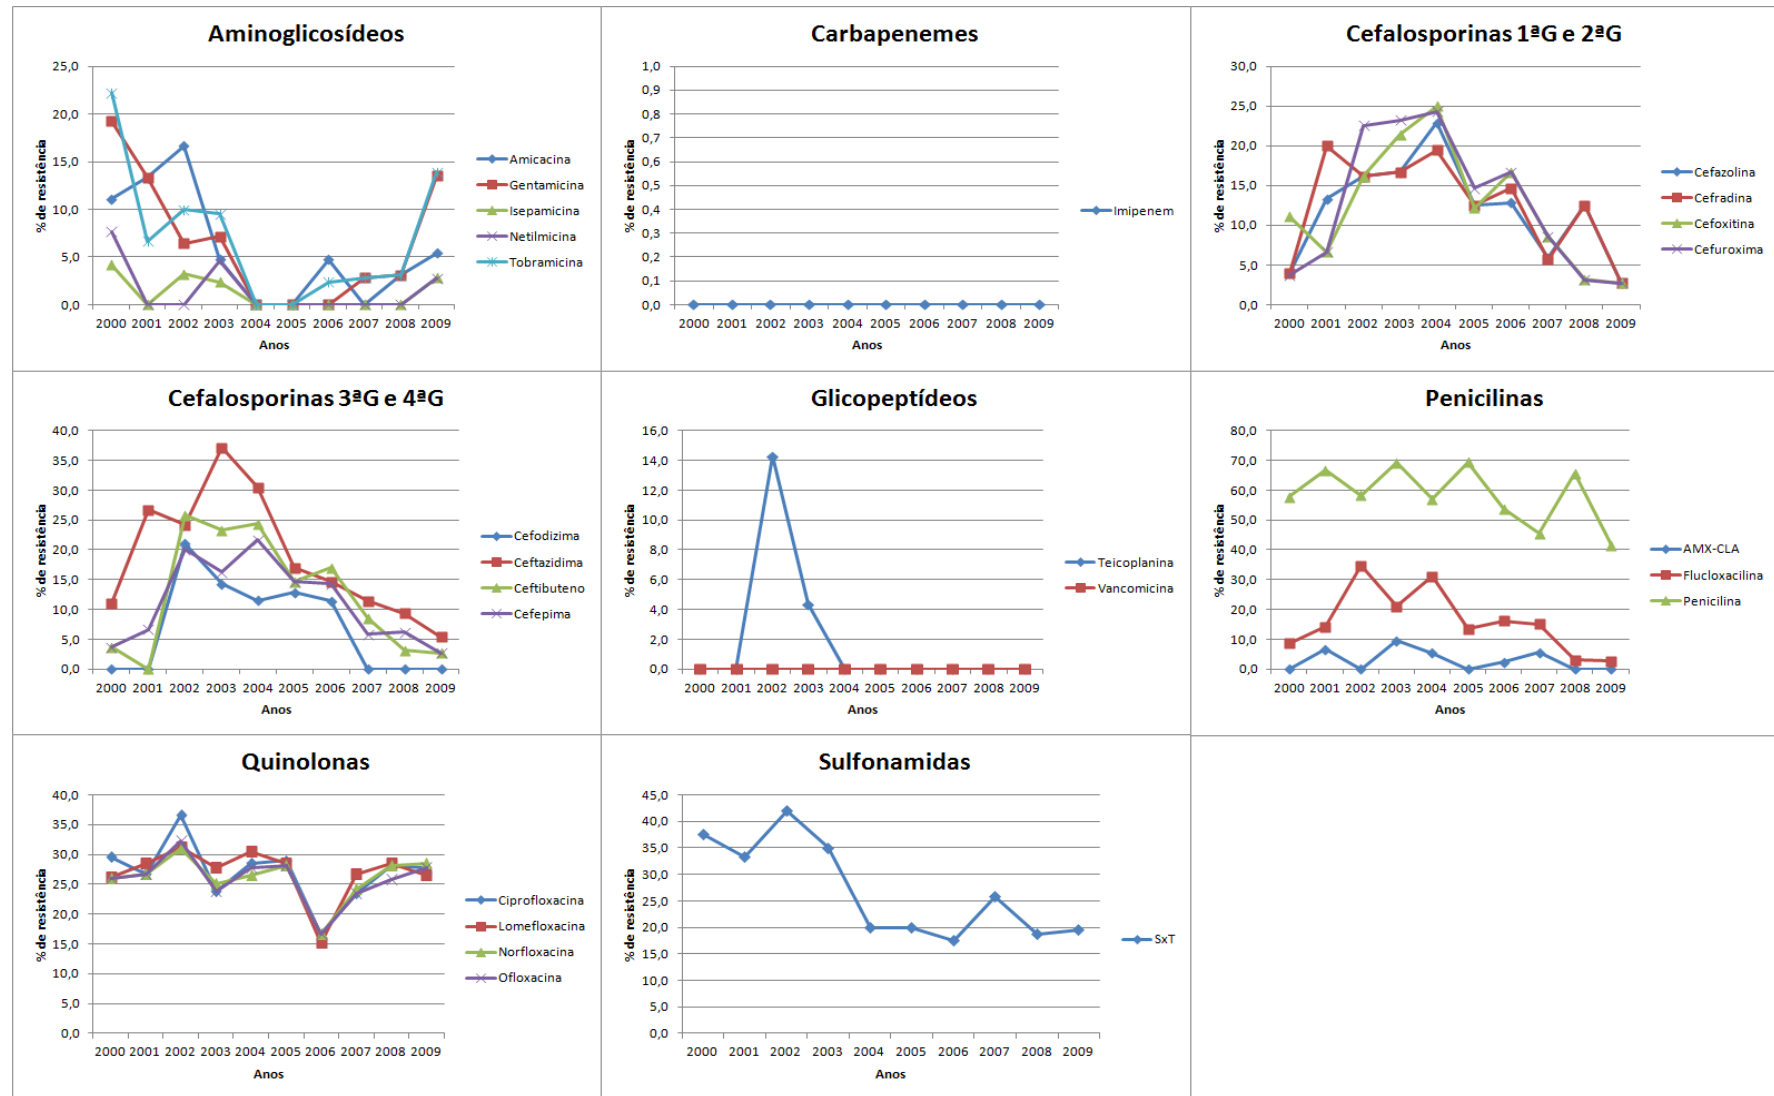 Aminoglicosídeos
% de resistência
25,0
20,0
15,0
10,0
5,0
0,0
2000 2001 2002 2003 2004 2005 2006 2007 2008 2009
Anos
Amicacina
Gentamicina
Isepamicina
Netilmicina
Tobramicina
Carbapenemes
% de resistência
1,0
0,9
0,8
0,7
0,6
0,5
0,4
0,3
0,2
0,1
0,0
2000 2001 2002 2003 2004 2005 2006 2007 2008 2009
Anos
Imipenem
Cefalosporinas 1ªG e 2ªG
% de resistência
30,0
25,0
20,0
15,0
10,0
5,0
0,0
2000 2001 2002 2003 2004 2005 2006 2007 2008 2009
Anos
Cefazolina
Cefradina
Cefoxitina
Cefuroxima
Cefalosporinas 3ªG e 4ªG
% de resistência
40,0
35,0
30,0
25,0
20,0
15,0
10,0
5,0
0,0
2000 2001 2002 2003 2004 2005 2006 2007 2008 2009
Anos
Cefodizima
Ceftazidima
Ceftibuteno
Cefepima
Glicopeptídeos
% de resistência
16,0
14,0
12,0
10,0
8,0
6,0
4,0
2,0
0,0
2000 2001 2002 2003 2004 2005 2006 2007 2008 2009
Anos
Teicoplanina
Vancomicina
Penicilinas
% de resistência
80,0
70,0
60,0
50,0
40,0
30,0
20,0
10,0
0,0
2000 2001 2002 2003 2004 2005 2006 2007 2008 2009
Anos
AMX-CLA
Flucloxacilina
Penicilina
Quinolonas
% de resistência
40,0
35,0
30,0
25,0
20,0
15,0
10,0
5,0
0,0
2000 2001 2002 2003 2004 2005 2006 2007 2008 2009
Anos
Ciprofloxacina
Lomefloxacina
Norfloxacina
Ofloxacina
Sulfonamidas
% de resistência
45,0
40,0
35,0
30,0
25,0
20,0
15,0
10,0
5,0
0,0
2000 2001 2002 2003 2004 2005 2006 2007 2008 2009
Anos
SxT